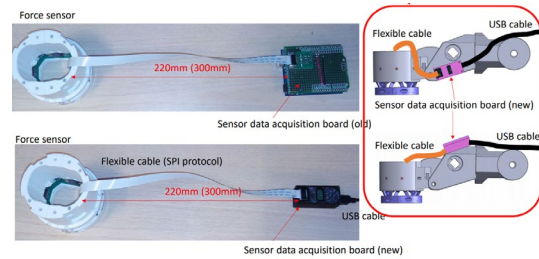 Force sensor
220mm (300mm)
Sensor data acquisition board (old)
Force sensor
Flexible cable (SPI protocol)
220mm (300mm)
USB cable
Sensor data acquisition board (new)
USB cable
Flexible cable
Sensor data acquisition board (new)
Flexible cable
USB cable